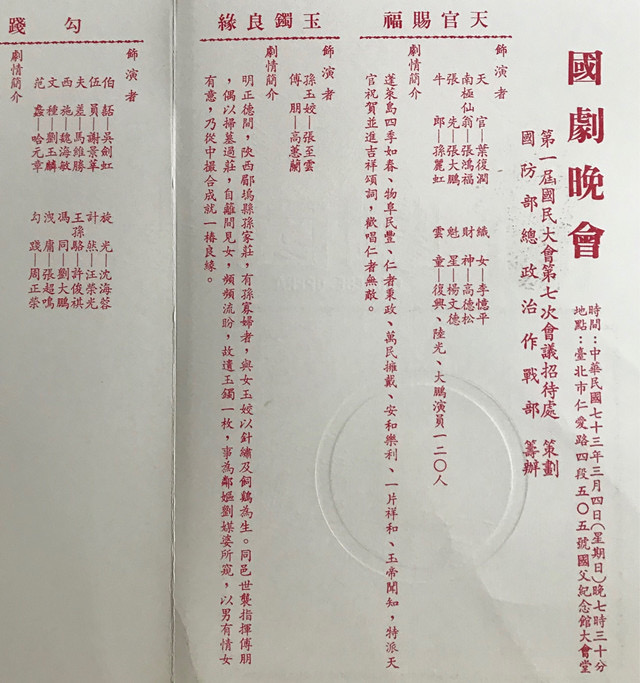 國劇晚會
時間：中華民國七十三年三月四日（星期日）晚七時三十分
地點：臺北市仁愛路四段五０五號國父紀念館大會堂
第一屆國民大會第七次會議招待處 策劃
國防部總政治作戰部 籌辦
天官賜福
飾演者
天官—葉復潤 織女—李憶平
南極仙翁—張鴻福 財神—高德松
張先—張大鵬 魁星—楊文德
牛郎—孫麗虹 雲童—復興、陸光、大鵬演員一二０人
劇情簡介
蓬萊島四季如春、物阜民豐、仁者秉政、萬民擁戴、安和樂利、一片祥和、玉帝聞知，特派天
官祝賀並進吉祥頌詞，歡唱仁者無敵。
玉鐲良緣
飾演者
孫玉姣—張至雲
傅朋—高蕙蘭
劇情簡介
明正德間，陝西郿塢縣孫家莊，有孫寡婦者，與女玉姣以針繡及飼鷄為生。同邑世襲指揮傅朋
，偶以掃墓過莊，自籬間見女，頻頻流盼，故遺玉鐲一枚，事為鄰嫗劉媒婆所窺，以男有情女
有意，乃從中撮合成就一樁良緣。
勾踐
飾演者
伯嚭—吳劍虹 旋光—沈海蓉
伍員—謝景莘 計然—汪榮光
夫差—馬維勝 王孫駱—許俊祺
西施—魏海敏 馮同—劉大鵬
文種—劉玉麟 洩庸—張超鳴
范蠡—哈元章 勾踐—周正榮
劇情簡介